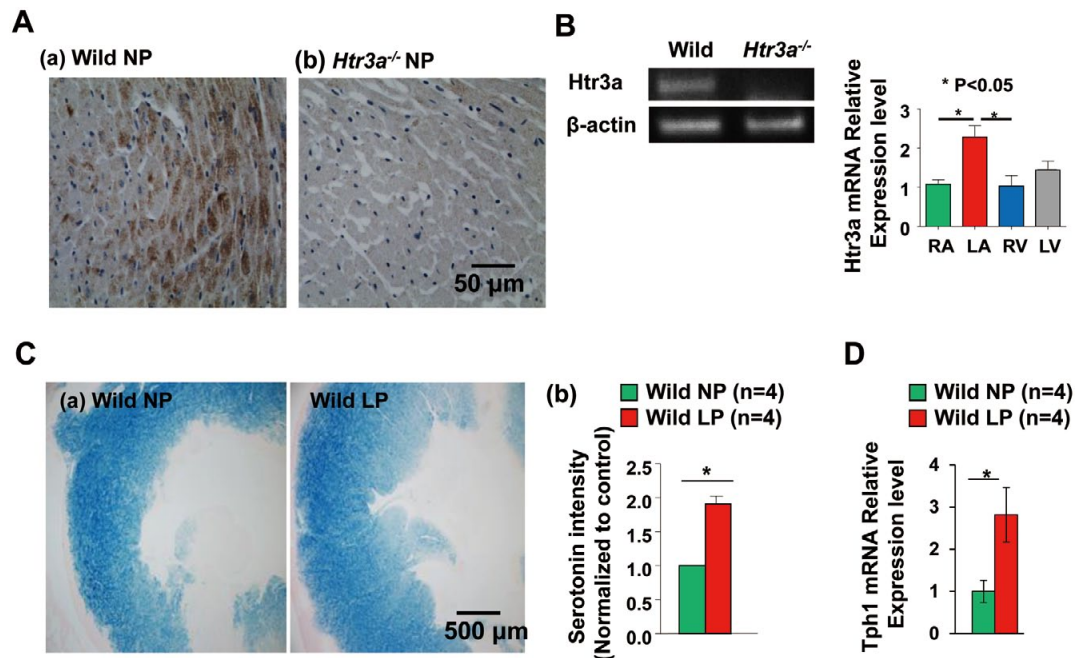 A
(a) Wild NP
(b) Htr3a-/- NP
50 μm
B
Wild Htr3a-/-
Htr3a
β-actin
* P<0.05
Htr3a mRNA Relative
Expression level
3
2
1
0
* *
RA LA RV LV
C
(a) Wild NP
Wild LP
500 μm
(b)
Wild NP (n=4)
Wild LP (n=4)
Serotonin intensity
(Normalized to control)
2.5
2.0
1.5
1.0
0.5
0.0
*
D
Wild NP (n=4)
Wild LP (n=4)
Tph1 mRNA Relative
Expression level
4
3
2
1
0
*